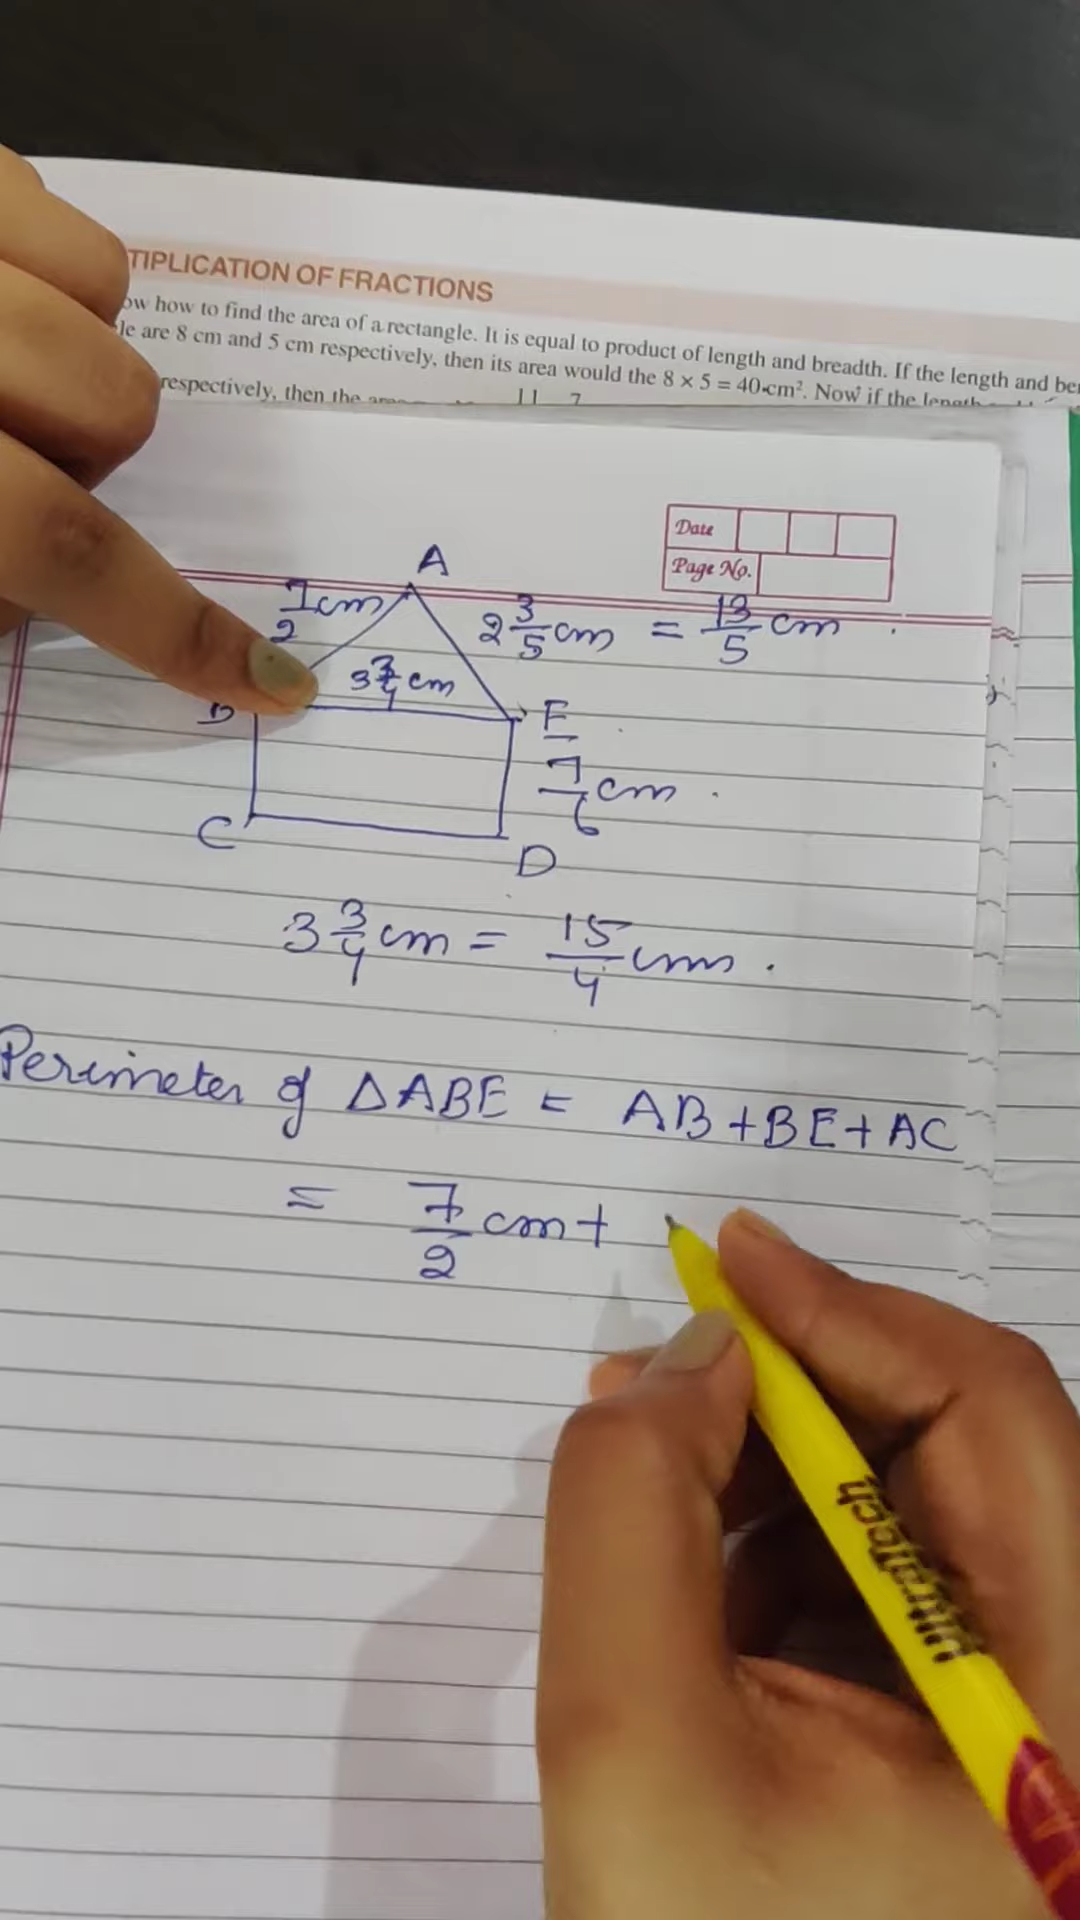 TIPLICATION OF FRACTIONS
ow how to find the area of a rectangle. It is equal to product of length and breadth. If the length and
le are 8 cm and 5 cm respectively, then its area would the 8 × 5 = 40 cm². Now if the length
respectively, then the 11 7
Date
Page No.
A
7/2 cm
2 3/5 cm = 13/5 cm
3 3/4 cm
B
E
7/6 cm
C
D
3 3/4 cm = 15/4 cm.
Perimeter of ΔABE = AB + BE + AC
= 7/2 cm +